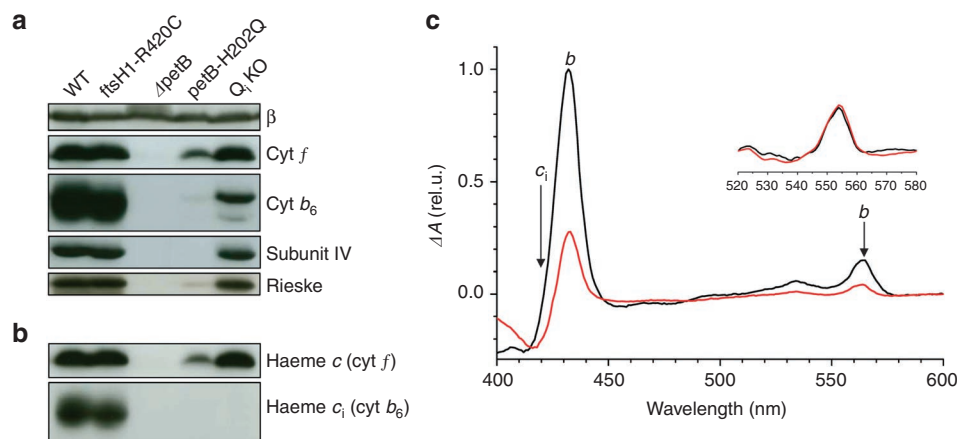 a
WT
ftsH1-R420C
ΔpetB
petB-H202Q
Qi KO
β
Cyt f
Cyt b6
Subunit IV
Rieske
b
Haeme c (cyt f)
Haeme ci (cyt b6)
c
b
ci
b
1.0
0.5
0.0
ΔA (rel.u.)
520 530 540 550 560 570 580
400 450 500 550 600
Wavelength (nm)